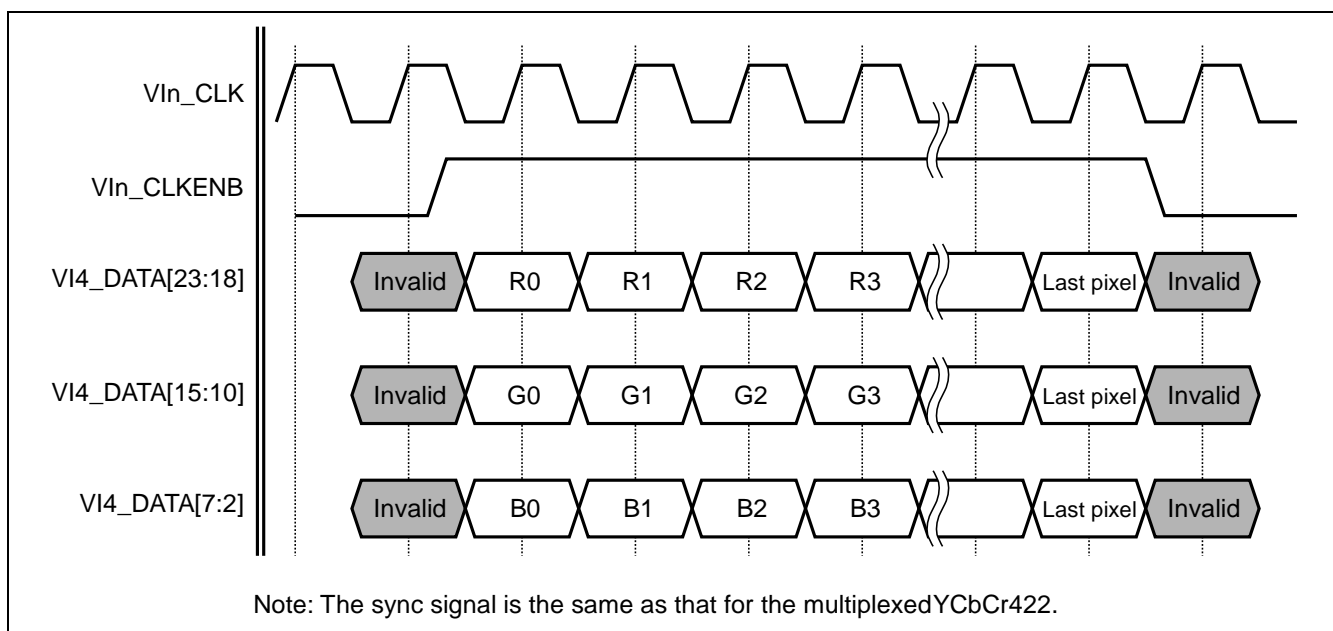 VIn_CLK
VIn_CLKENB
VI4_DATA[23:18] Invalid R0 R1 R2 R3 Last pixel Invalid
VI4_DATA[15:10] Invalid G0 G1 G2 G3 Last pixel Invalid
VI4_DATA[7:2] Invalid B0 B1 B2 B3 Last pixel Invalid
Note: The sync signal is the same as that for the multiplexedYCbCr422.